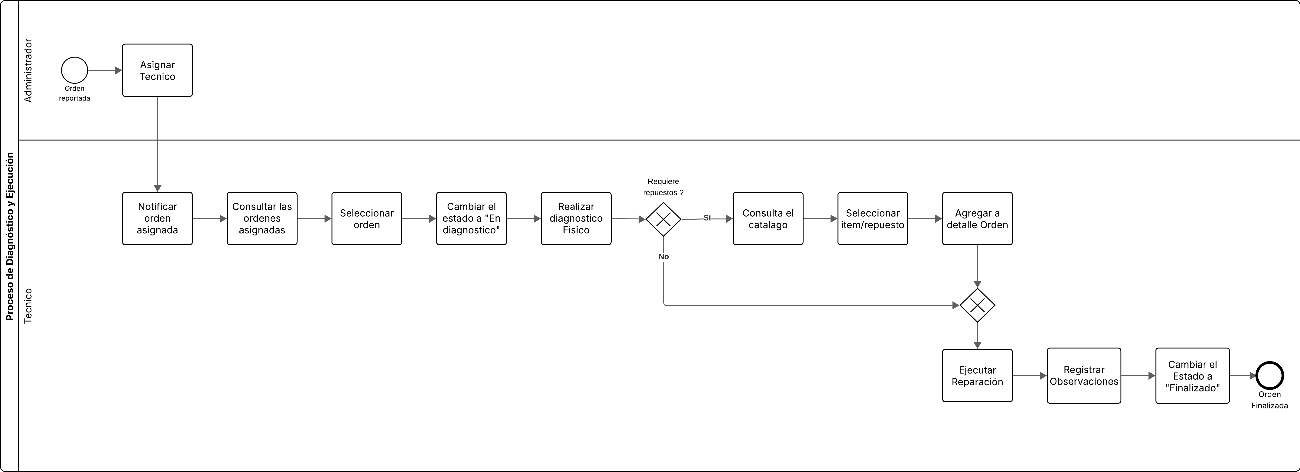 Proceso de Diagnóstico y Ejecución
Administrador
Orden
reportada
Asignar
Tecnico
Tecnico
Notificar
orden
asignada
Consultar las
ordenes
asignadas
Seleccionar
orden
Cambiar el
estado a "En
diagnostico"
Realizar
diagnostico
Fisico
Requiere
repuestos ?
Si
No
Consulta el
catalago
Seleccionar
item/repuesto
Agregar a
detalle Orden
Ejecutar
Reparación
Registrar
Observaciones
Cambiar el
Estado a
"Finalizado"
Orden
Finalizada